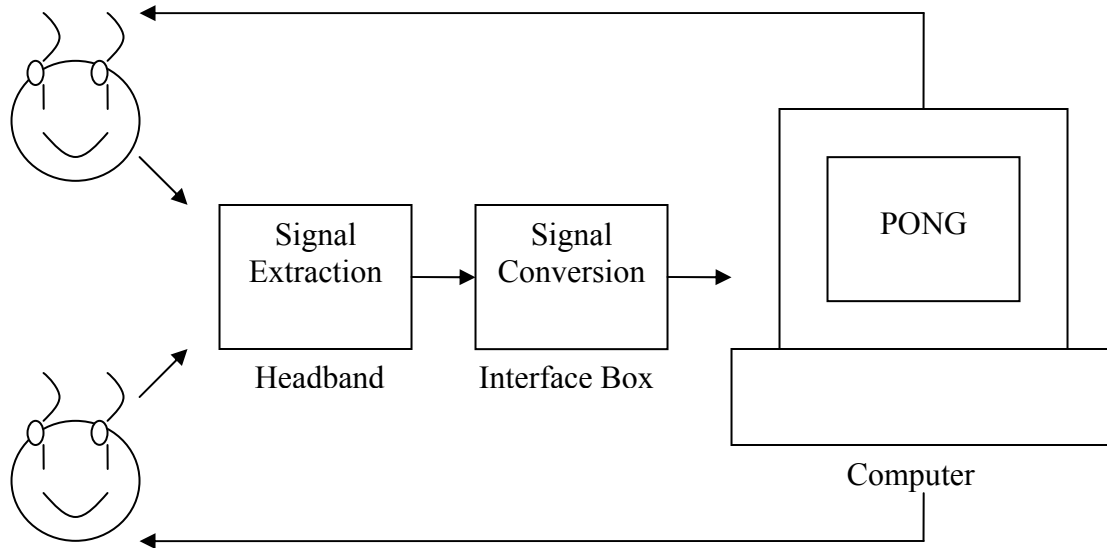 Signal
Extraction
Headband
Signal
Conversion
Interface Box
PONG
Computer